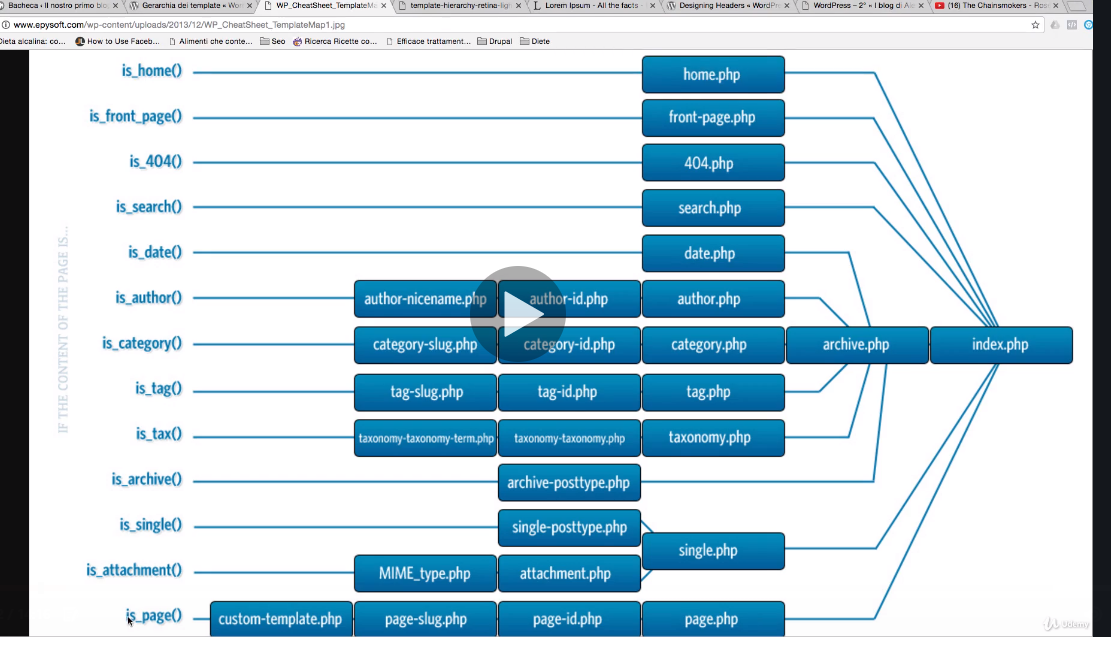 Bacheca ‹ Il nostro primo blog
Gerarchia dei template « Wor
WP_CheatSheet_TemplateMa
template-hierarchy-retina-ligh
Lorem Ipsum - All the facts -
Designing Headers « WordPr
WordPress – 2° « I blog di Ale
(16) The Chainsmokers - Ros
www.epysoft.com/wp-content/uploads/2013/12/WP_CheatSheet_TemplateMap1.jpg
Dieta alcalina: co...
How to Use Faceb...
Alimenti che conte...
Seo
Ricerca Ricette co...
Efficace trattament...
Drupal
Diete
IF THE CONTENT OF THE PAGE IS...
is_home() home.php
is_front_page() front-page.php
is_404() 404.php
is_search() search.php
is_date() date.php
is_author() author-nicename.php author-id.php author.php
is_category() category-slug.php category-id.php category.php archive.php index.php
is_tag() tag-slug.php tag-id.php tag.php
is_tax() taxonomy-taxonomy-term.php taxonomy-taxonomy.php taxonomy.php
is_archive() archive-posttype.php
is_single() single-posttype.php
single.php
is_attachment() MIME_type.php attachment.php
is_page() custom-template.php page-slug.php page-id.php page.php
Udemy